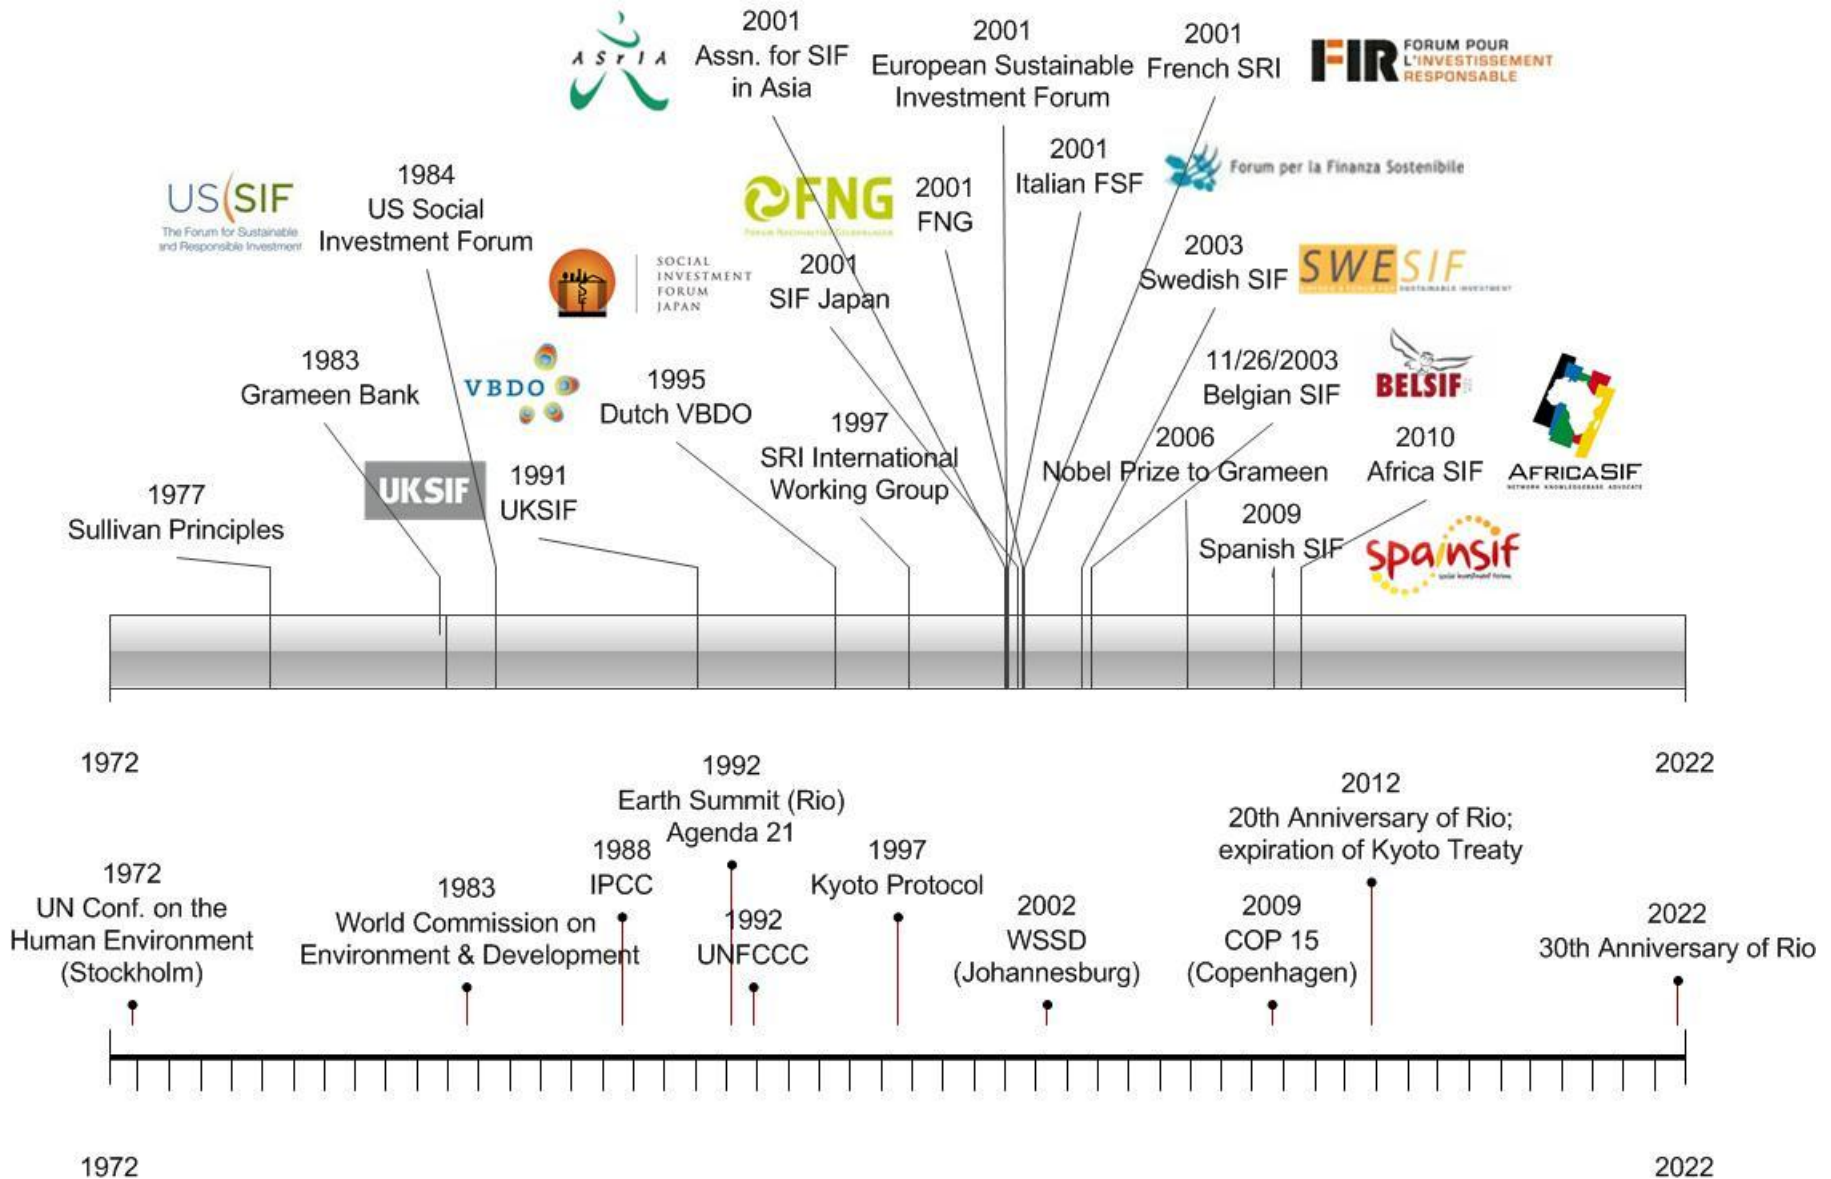 2001
Assn. for SIF
in Asia
2001
European Sustainable
Investment Forum
2001
French SRI
FIR
FORUM POUR
L'INVESTISSEMENT
RESPONSABLE
ASrIA
2001
Italian FSF
Forum per la Finanza Sostenibile
US(SIF
The Forum for Sustainable
and Responsible Investment
1984
US Social
Investment Forum
FNG
2001
FNG
SOCIAL
INVESTMENT
FORUM
JAPAN
2001
SIF Japan
2003
Swedish SIF
SWESIF
1983
Grameen Bank
VBDO
1995
Dutch VBDO
11/26/2003
Belgian SIF
BELSIF
1997
SRI International
Working Group
2006
Nobel Prize to Grameen
2010
Africa SIF
AFRICASIF
NETWORK KNOWLEDGEBASE ADVOCATE
1977
Sullivan Principles
UKSIF
1991
UKSIF
2009
Spanish SIF
spainsif
1972
2022
1992
Earth Summit (Rio)
Agenda 21
2012
20th Anniversary of Rio;
expiration of Kyoto Treaty
1988
IPCC
1997
Kyoto Protocol
1972
UN Conf. on the
Human Environment
(Stockholm)
1983
World Commission on
Environment & Development
1992
UNFCCC
2002
WSSD
(Johannesburg)
2009
COP 15
(Copenhagen)
2022
30th Anniversary of Rio
1972
2022